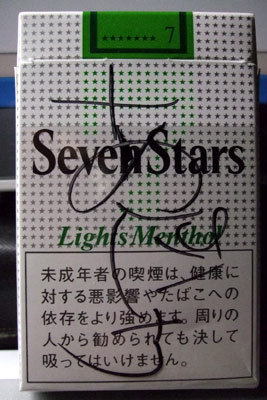 ******* 7
SevenStars
Lights Menthol
未成年者の喫煙は、健康に
対する悪影響やたばこへの
依存をより強めます。周りの
人から勧められても決して
吸ってはいけません。